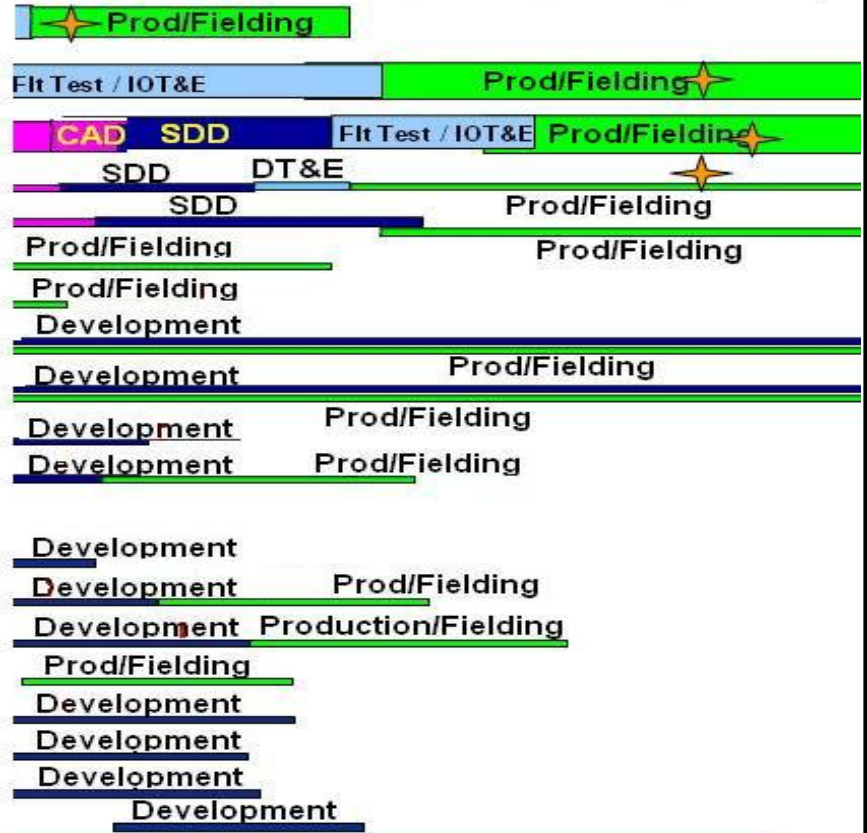 Prod/Fielding
Flt Test / IOT&E Prod/Fielding
CAD SDD Flt Test / IOT&E Prod/Fielding
SDD DT&E
SDD Prod/Fielding
Prod/Fielding Prod/Fielding
Prod/Fielding
Development
Prod/Fielding
Development
Prod/Fielding
Development
Development Prod/Fielding
Development
Development Prod/Fielding
Development Production/Fielding
Prod/Fielding
Development
Development
Development
Development